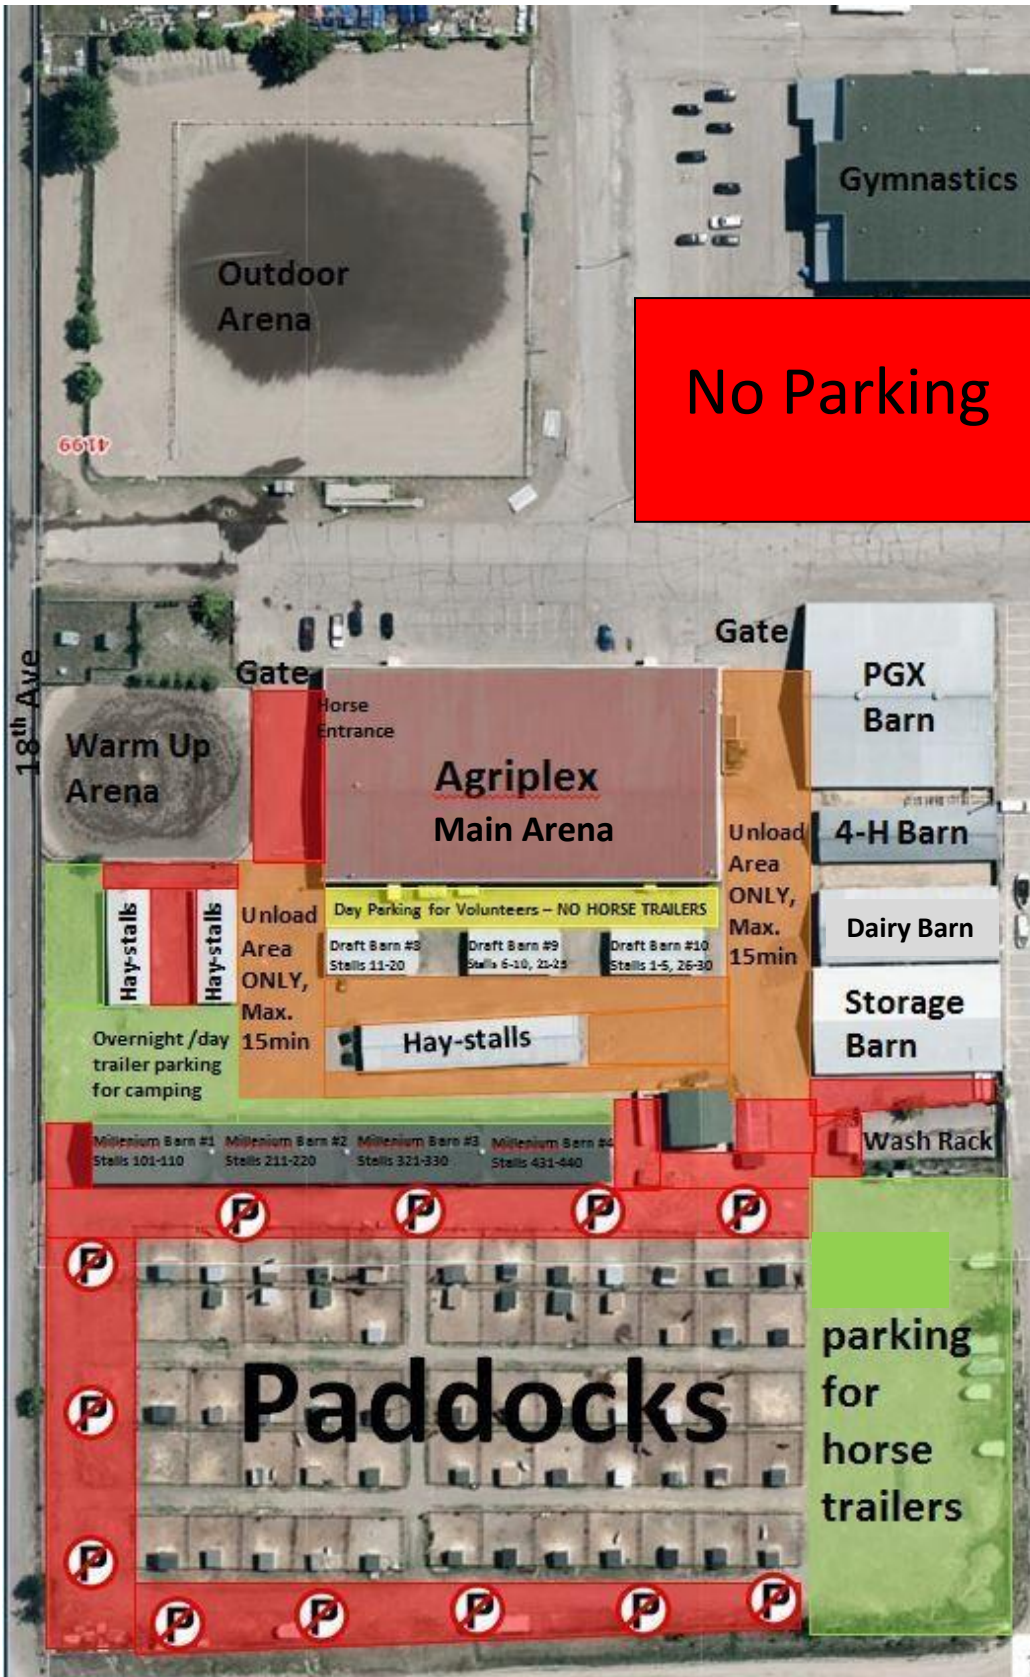 Gymnastics
Outdoor
Arena
No Parking
4199
Gate
Gate
18th Ave
Horse
Entrance
PGX
Barn
Warm Up
Arena
Agriplex
Main Arena
4-H Barn
Unload
Area
ONLY,
Max.
15min
Hay-stalls
Hay-stalls
Unload
Area
ONLY,
Max.
15min
Day Parking for Volunteers – NO HORSE TRAILERS
Dairy Barn
Draft Barn #8
Stalls 11-20
Draft Barn #9
Stalls 6-10, 21-25
Draft Barn #10
Stalls 1-5, 26-30
Storage
Barn
Overnight /day
trailer parking
for camping
Hay-stalls
Millenium Barn #1
Stalls 101-110
Millenium Barn #2
Stalls 211-220
Millenium Barn #3
Stalls 321-330
Millenium Barn #4
Stalls 431-440
Wash Rack
P
P
P
P
P
parking
for
horse
trailers
Paddocks
P
P
P
P
P
P
P